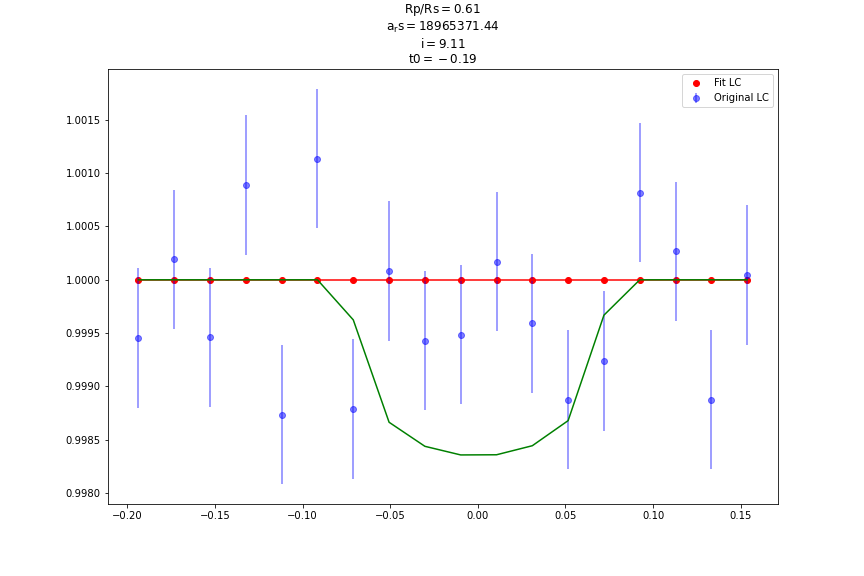 Rp/Rs = 0.61
aᵣs = 18965371.44
i = 9.11
t0 = −0.19
Fit LC
Original LC
1.0015
1.0010
1.0005
1.0000
0.9995
0.9990
0.9985
0.9980
−0.20 −0.15 −0.10 −0.05 0.00 0.05 0.10 0.15